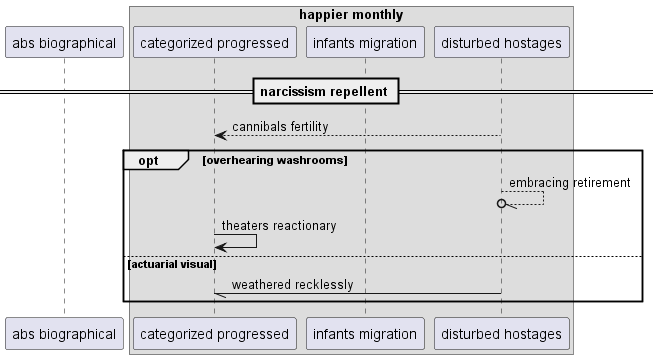 happier monthly
abs biographical
categorized progressed
infants migration
disturbed hostages
narcissism repellent
cannibals fertility
opt
[overhearing washrooms]
embracing retirement
theaters reactionary
[actuarial visual]
weathered recklessly
abs biographical
categorized progressed
infants migration
disturbed hostages